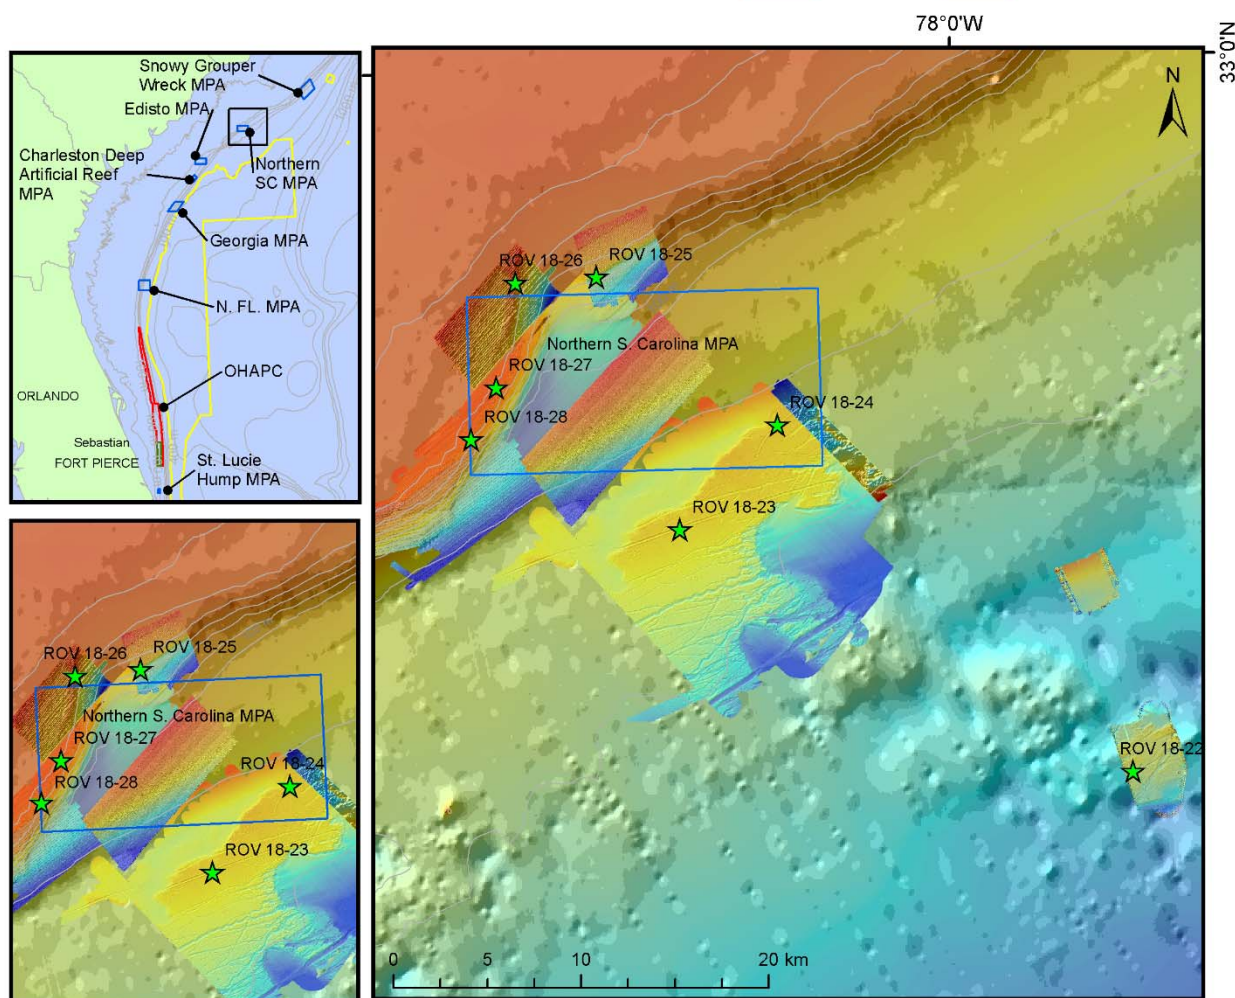 78°0'W
33°0'N
Snowy Grouper
Wreck MPA
Edisto MPA
Charleston Deep
Artificial Reef
MPA
Northern
SC MPA
Georgia MPA
N. FL. MPA
OHAPC
ORLANDO
Sebastian
FORT PIERCE
St. Lucie
Hump MPA
N
ROV 18-26
ROV 18-25
Northern S. Carolina MPA
ROV 18-27
ROV 18-28
ROV 18-24
ROV 18-23
ROV 18-22
0 5 10 20 km
ROV 18-26
ROV 18-25
Northern S. Carolina MPA
ROV 18-27
ROV 18-28
ROV 18-24
ROV 18-23